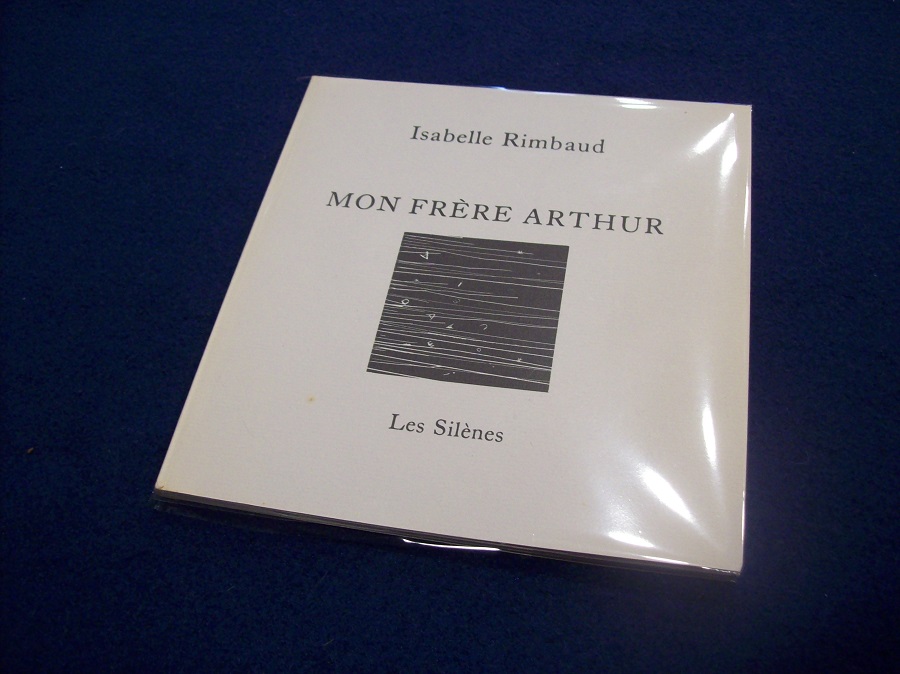 Isabelle Rimbaud
MON FRÈRE ARTHUR
Les Silènes